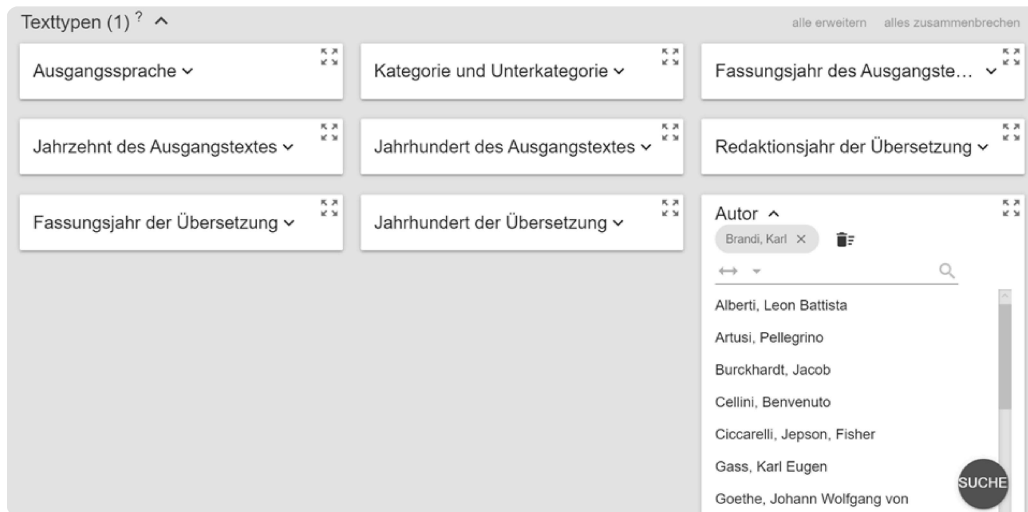 Texttypen (1) ?
alle erweitern alles zusammenbrechen
Ausgangssprache
Kategorie und Unterkategorie
Fassungsjahr des Ausgangste…
Jahrzehnt des Ausgangstextes
Jahrhundert des Ausgangstextes
Redaktionsjahr der Übersetzung
Fassungsjahr der Übersetzung
Jahrhundert der Übersetzung
Autor
Brandi, Karl
Alberti, Leon Battista
Artusi, Pellegrino
Burckhardt, Jacob
Cellini, Benvenuto
Ciccarelli, Jepson, Fisher
Gass, Karl Eugen
Goethe, Johann Wolfgang von
SUCHE